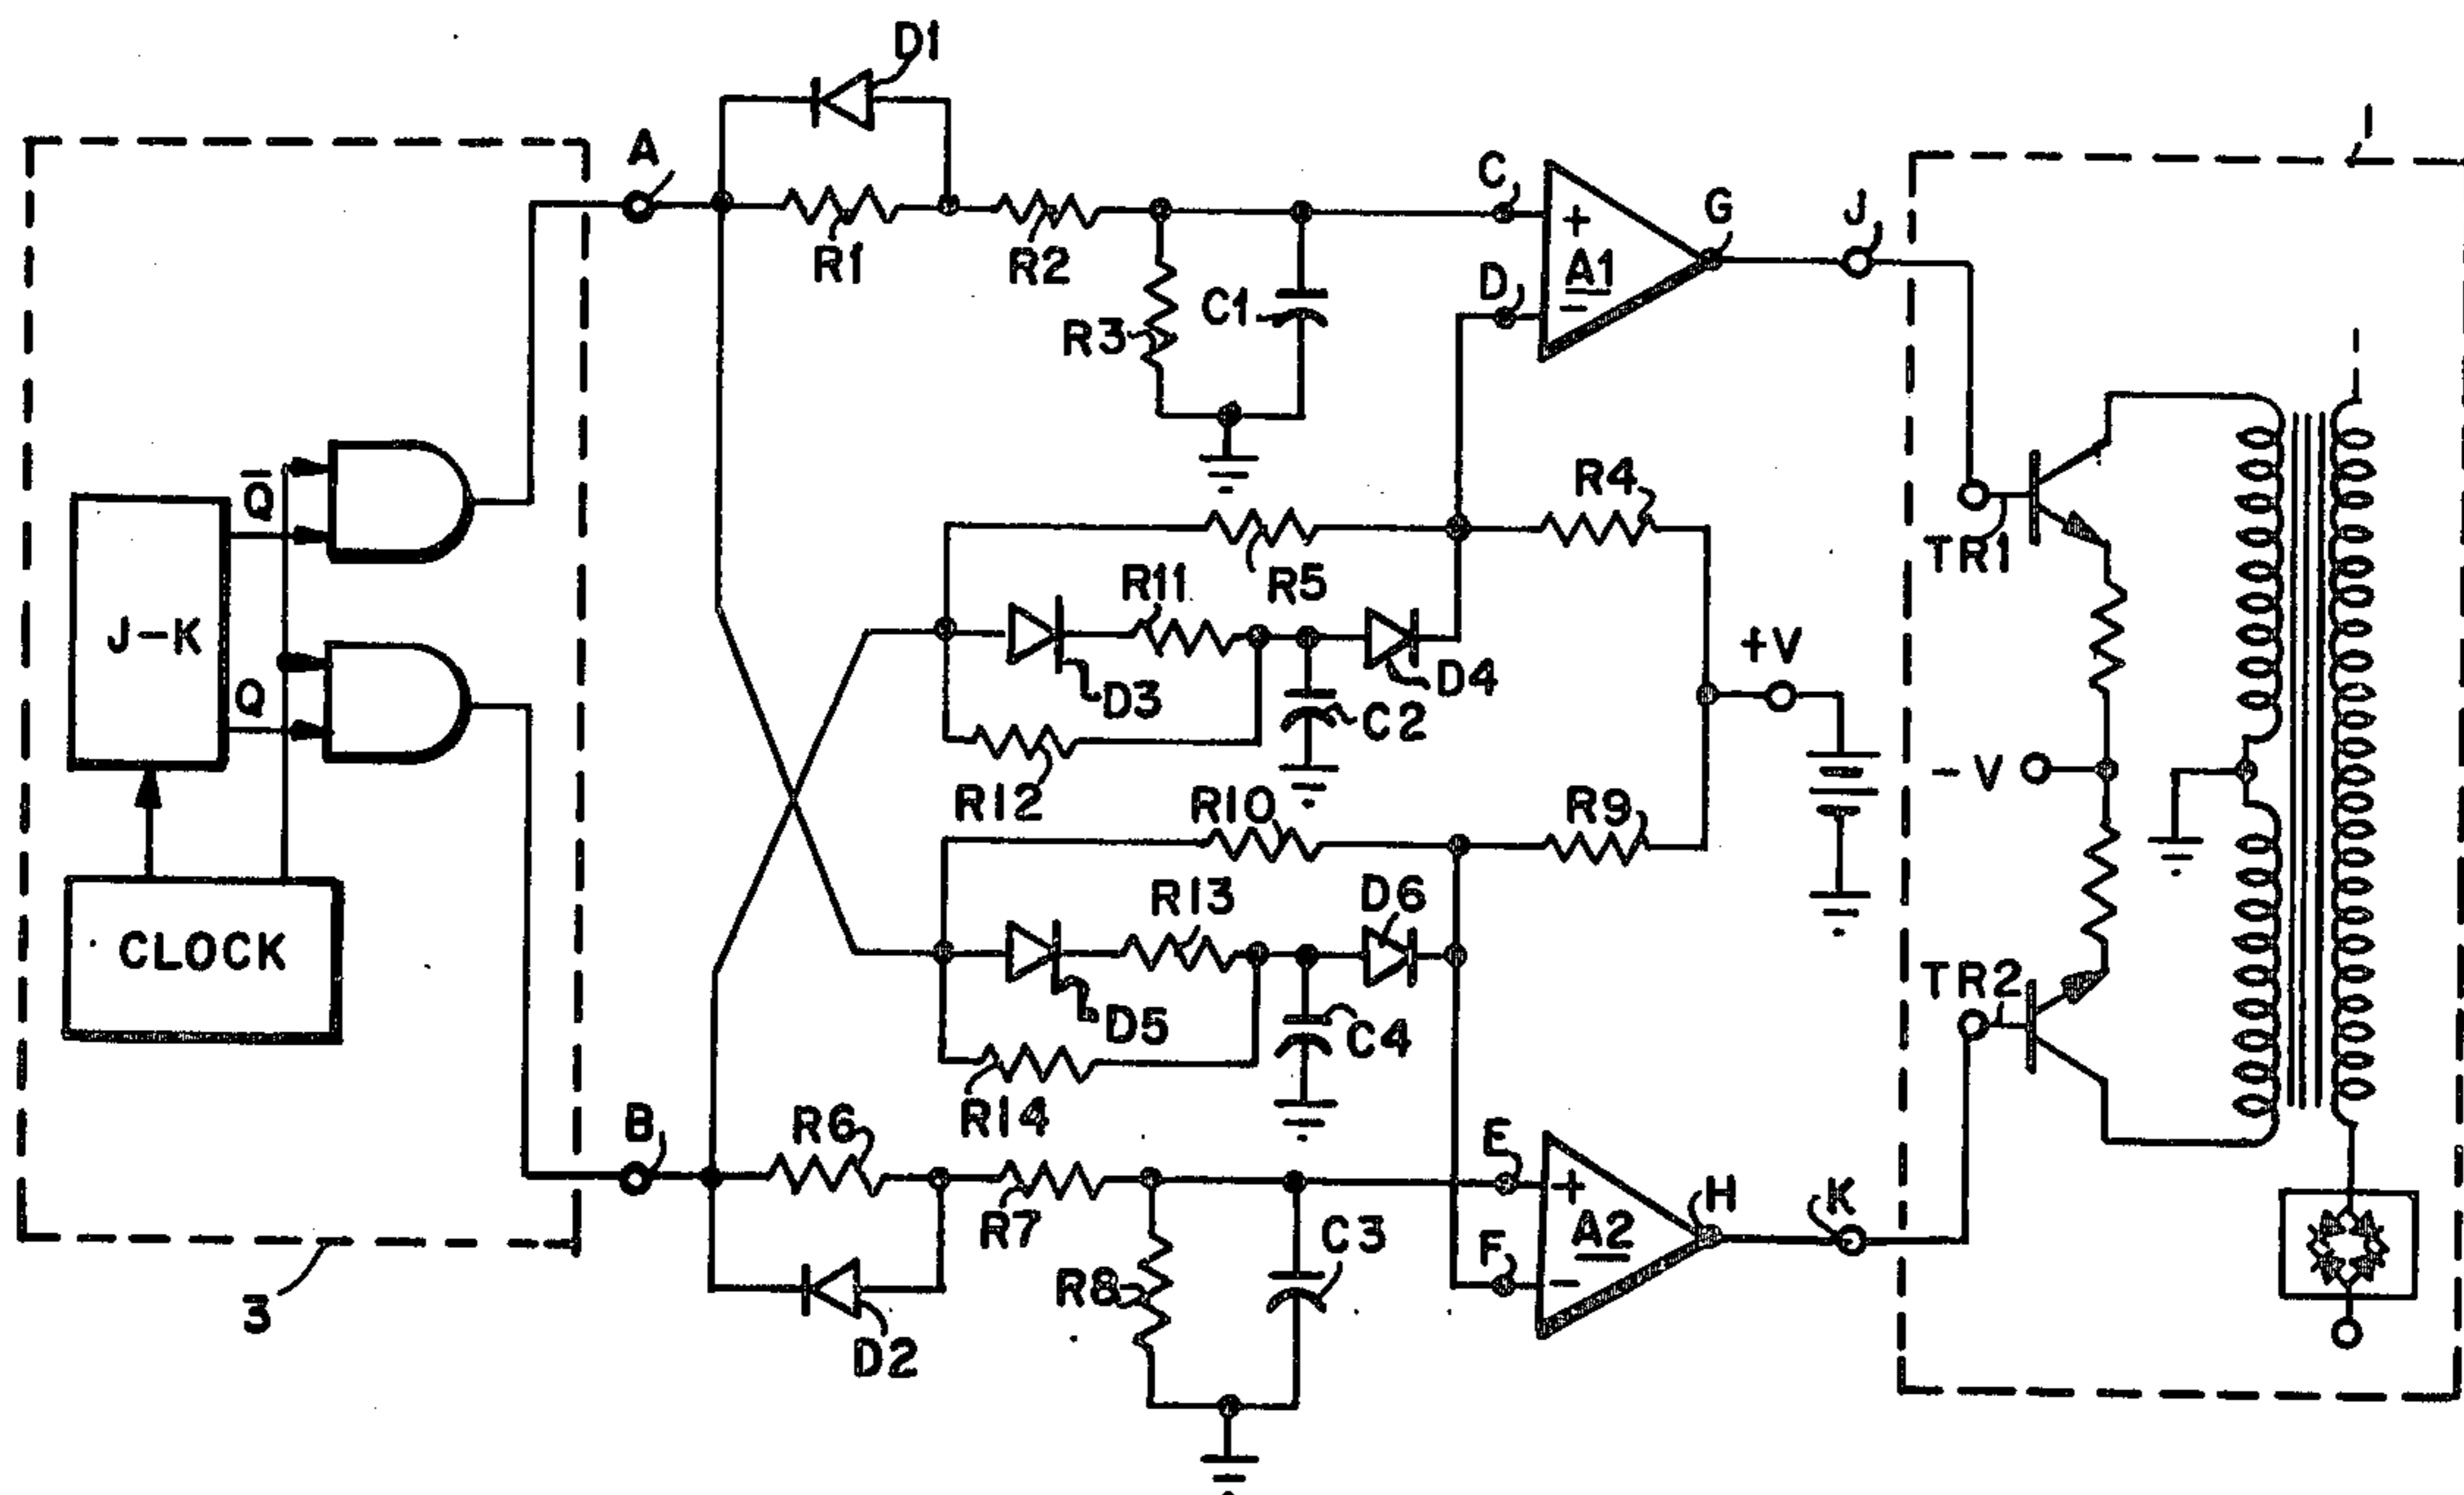 D1
A
R1
R2
R3
C1
C
D
+
A1
-
G
J
1
Q̅
J-K
Q
CLOCK
3
R4
R5
R11
D3
D4
C2
R12
+V
R10
R9
R13
D6
D5
C4
R14
B
R6
R7
R8
C3
D2
E
F
+
A2
-
H
K
TR1
- V
TR2